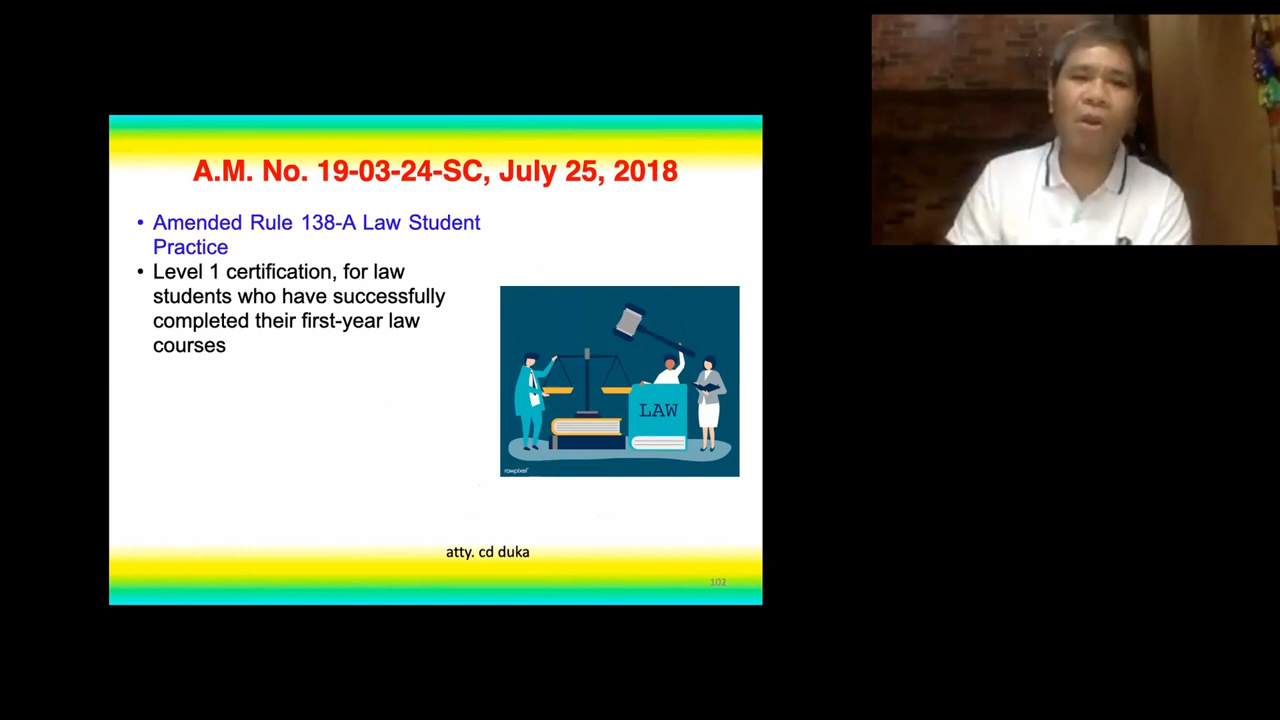 A.M. No. 19-03-24-SC, July 25, 2018
• Amended Rule 138-A Law Student
Practice
• Level 1 certification, for law
students who have successfully
completed their first-year law
courses
LAW
rawpixel
atty. cd duka
102